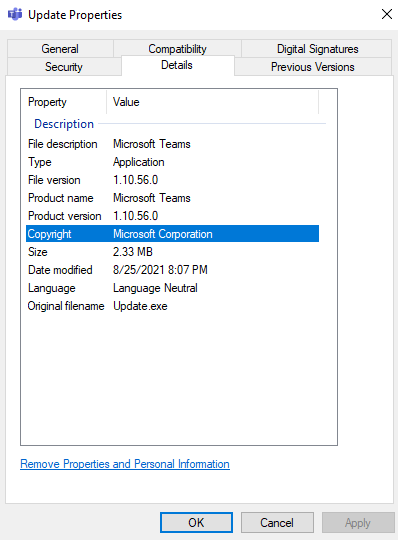 Update Properties
General Compatibility Digital Signatures
Security Details Previous Versions
Property Value
Description
File description Microsoft Teams
Type Application
File version 1.10.56.0
Product name Microsoft Teams
Product version 1.10.56.0
Copyright Microsoft Corporation
Size 2.33 MB
Date modified 8/25/2021 8:07 PM
Language Language Neutral
Original filename Update.exe
Remove Properties and Personal Information
OK Cancel Apply